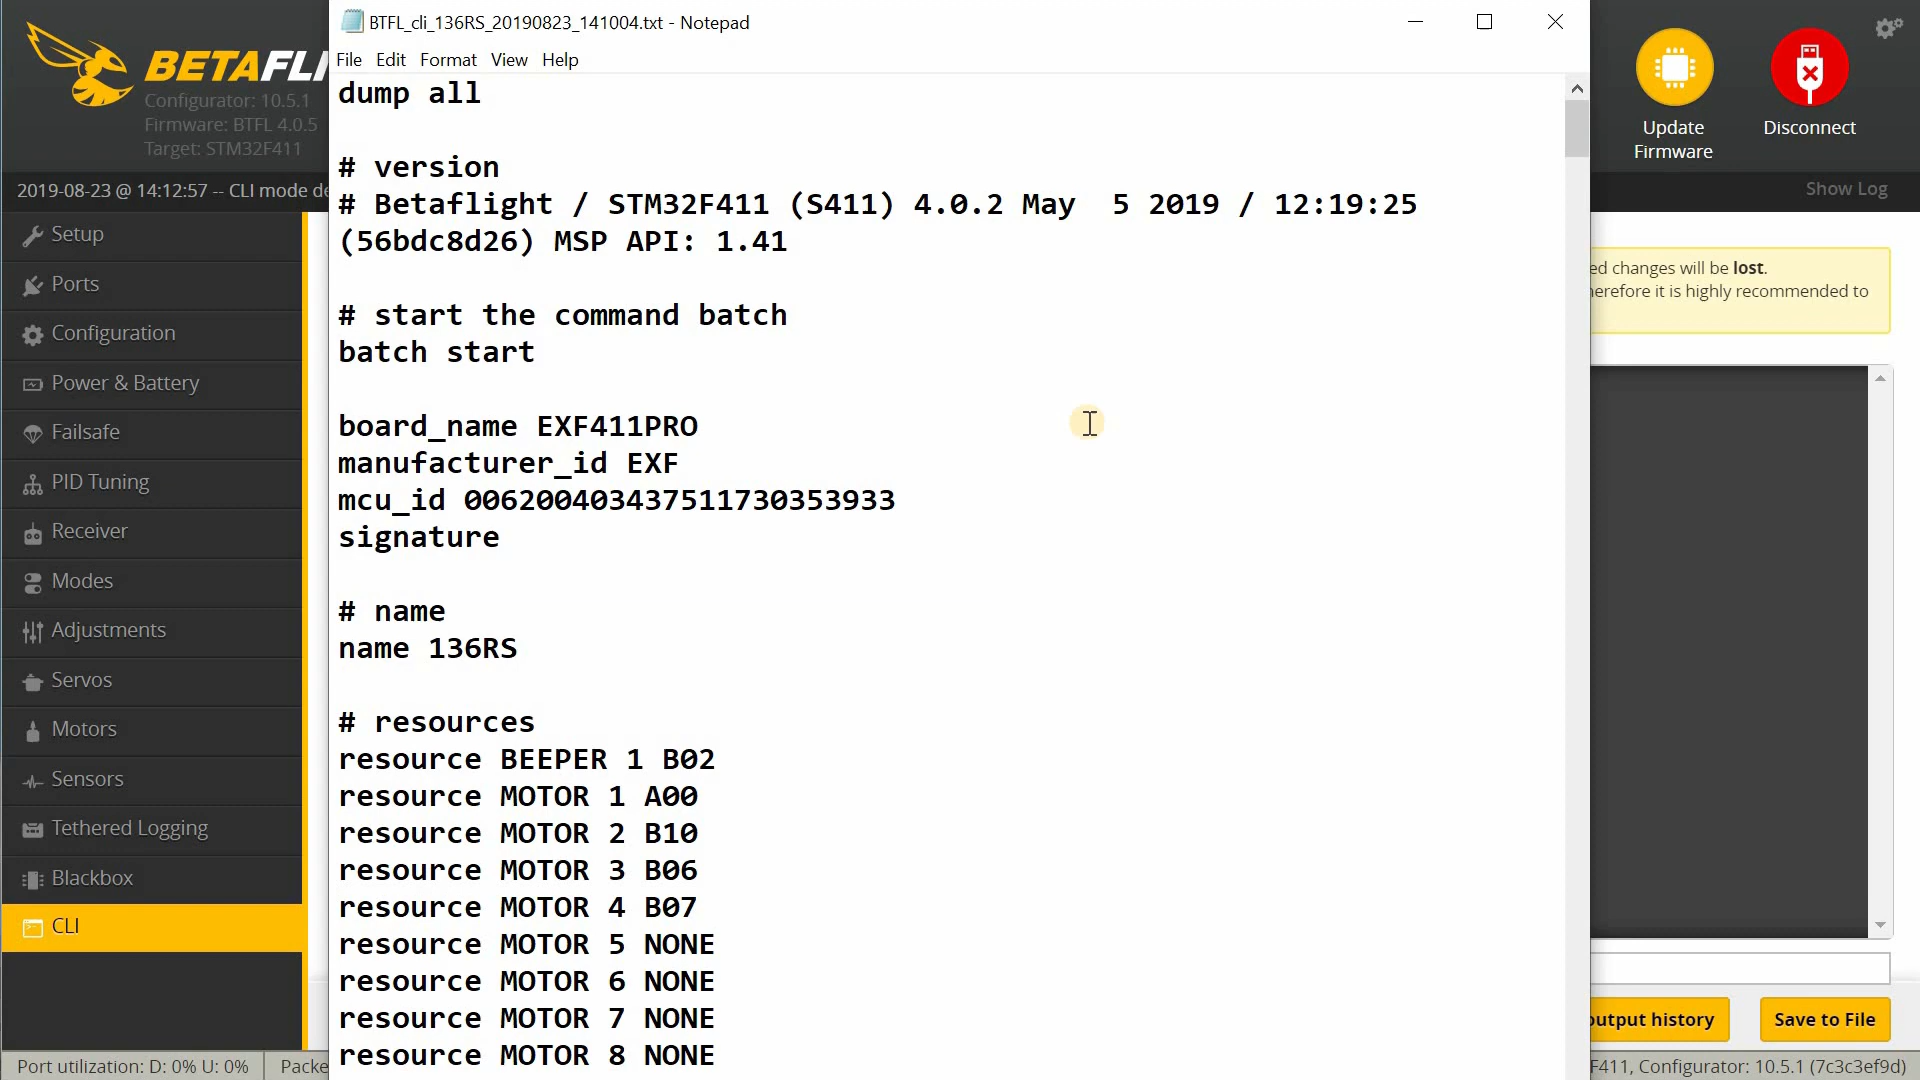 BTFL_cli_136RS_20190823_141004.txt - Notepad
File Edit Format View Help
BETAFLI
Configurator: 10.5.1
Firmware: BTFL 4.0.5
Target: STM32F411
Update
Firmware
Disconnect
2019-08-23 @ 14:12:57 -- CLI mode de
Show Log
Setup
Ports
Configuration
Power & Battery
Failsafe
PID Tuning
Receiver
Modes
Adjustments
Servos
Motors
Sensors
Tethered Logging
Blackbox
CLI
dump all
# version
# Betaflight / STM32F411 (S411) 4.0.2 May  5 2019 / 12:19:25
(56bdc8d26) MSP API: 1.41
# start the command batch
batch start
board_name EXF411PRO
manufacturer_id EXF
mcu_id 006200403437511730353933
signature
# name
name 136RS
# resources
resource BEEPER 1 B02
resource MOTOR 1 A00
resource MOTOR 2 B10
resource MOTOR 3 B06
resource MOTOR 4 B07
resource MOTOR 5 NONE
resource MOTOR 6 NONE
resource MOTOR 7 NONE
resource MOTOR 8 NONE
ed changes will be lost.
herefore it is highly recommended to
output history
Save to File
Port utilization: D: 0% U: 0%
Packe
F411, Configurator: 10.5.1 (7c3c3ef9d)